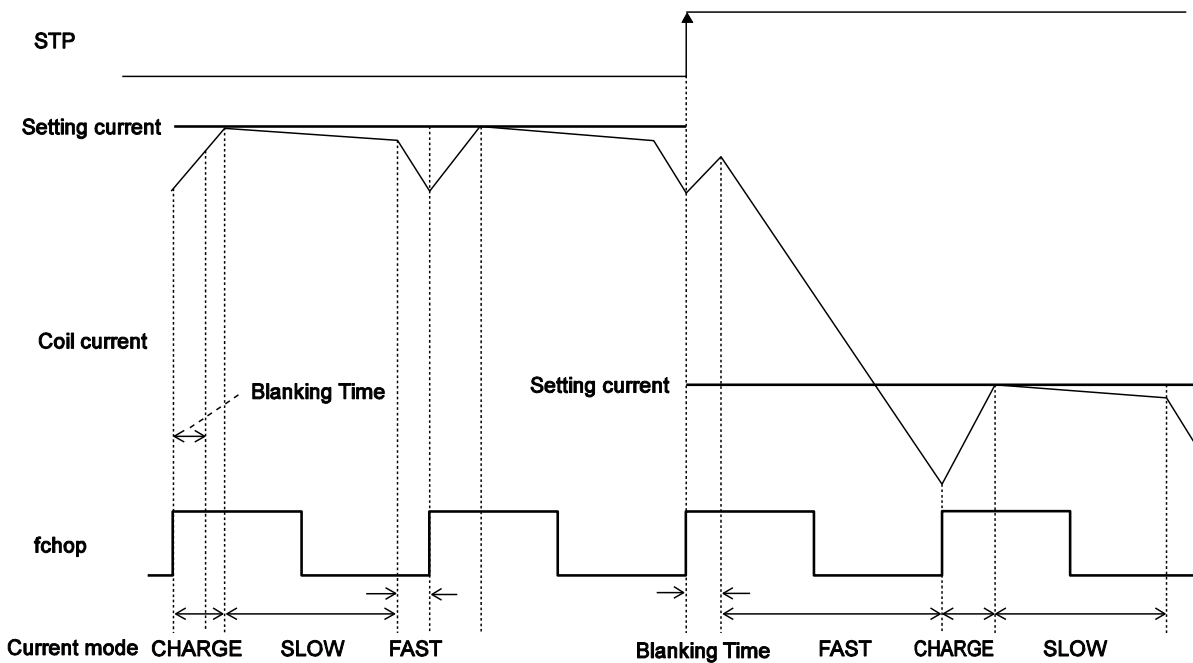 STP
Setting current
Coil current
Setting current
Blanking Time
fchop
Current mode CHARGE SLOW FAST Blanking Time FAST CHARGE SLOW